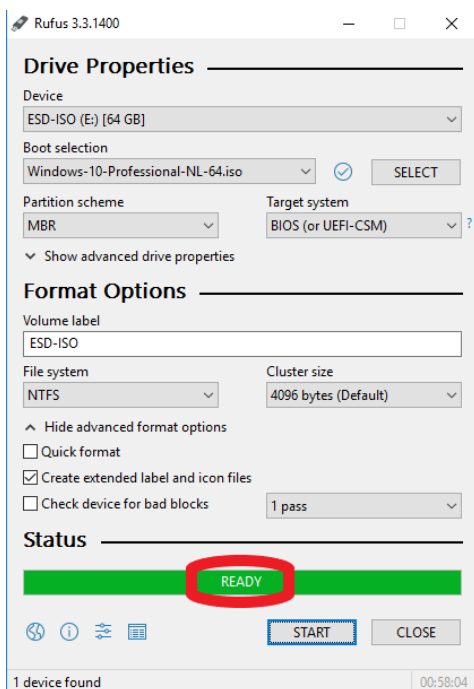 Rufus 3.3.1400
Drive Properties
Device
ESD-ISO (E:) [64 GB]
Boot selection
Windows-10-Professional-NL-64.iso SELECT
Partition scheme Target system
MBR BIOS (or UEFI-CSM) ?
Show advanced drive properties
Format Options
Volume label
ESD-ISO
File system Cluster size
NTFS 4096 bytes (Default)
Hide advanced format options
Quick format
Create extended label and icon files
Check device for bad blocks 1 pass
Status
READY
START CLOSE
1 device found 00:58:04